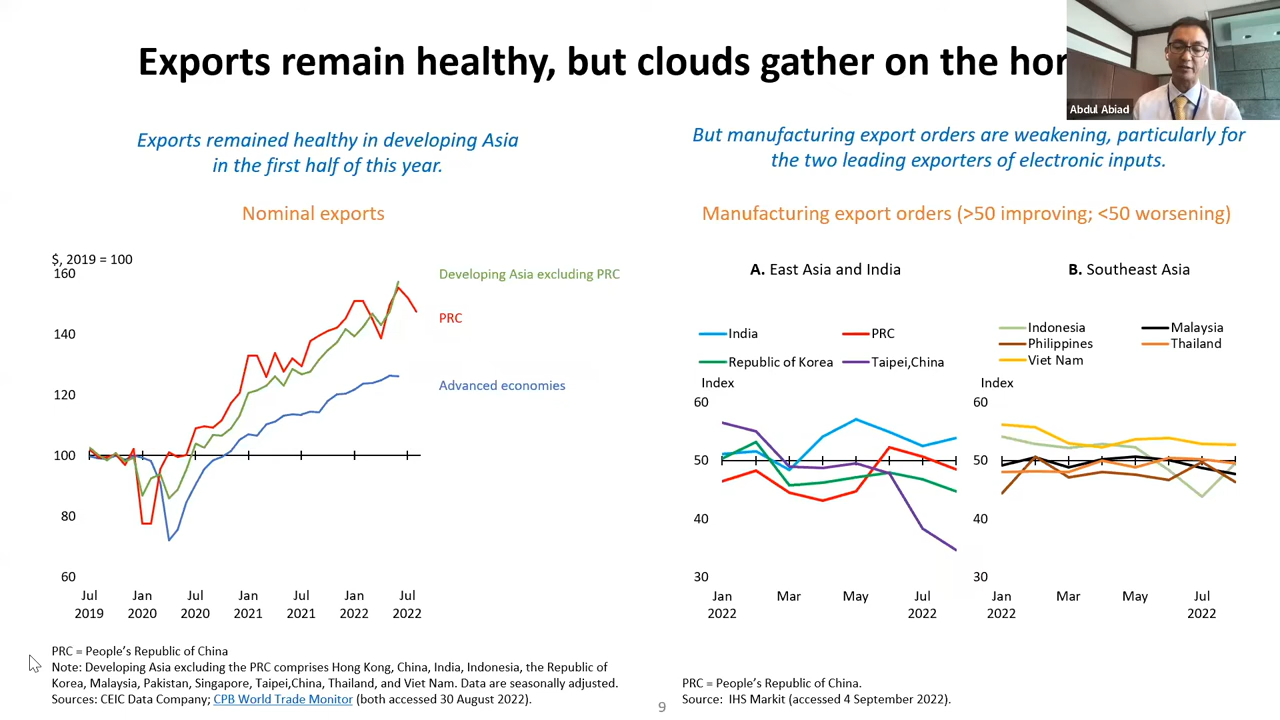 Exports remain healthy, but clouds gather on the
Abdul Abiad
Exports remained healthy in developing Asia
in the first half of this year.
But manufacturing export orders are weakening, particularly for
the two leading exporters of electronic inputs.
Nominal exports
Manufacturing export orders (>50 improving; <50 worsening)
$, 2019 = 100
160
140
120
100
80
60
Developing Asia excluding PRC
PRC
Advanced economies
Jul
2019
Jan
2020
Jul
2020
Jan
2021
Jul
2021
Jan
2022
Jul
2022
A. East Asia and India
India
PRC
Republic of Korea
Taipei,China
Index
60
50
40
30
Jan
2022
Mar
May
Jul
2022
B. Southeast Asia
Indonesia
Malaysia
Philippines
Thailand
Viet Nam
Index
60
50
40
30
Jan
2022
Mar
May
Jul
2022
PRC = People's Republic of China
Note: Developing Asia excluding the PRC comprises Hong Kong, China, India, Indonesia, the Republic of
Korea, Malaysia, Pakistan, Singapore, Taipei,China, Thailand, and Viet Nam. Data are seasonally adjusted.
Sources: CEIC Data Company; CPB World Trade Monitor (both accessed 30 August 2022).
PRC = People's Republic of China.
Source: IHS Markit (accessed 4 September 2022).
9